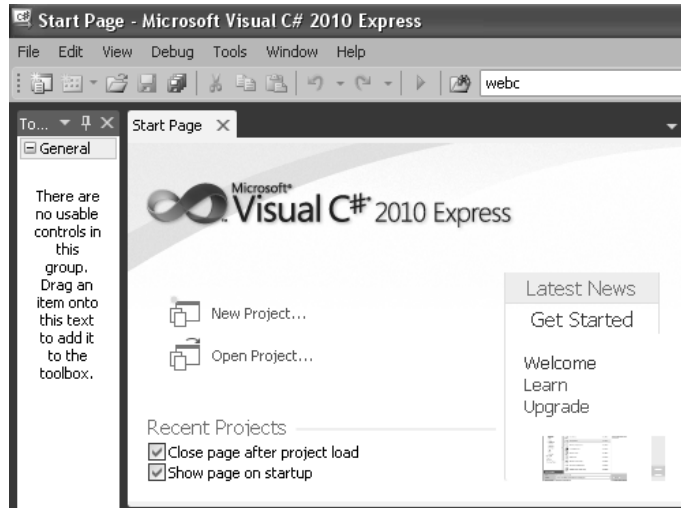 Start Page - Microsoft Visual C# 2010 Express
File Edit View Debug Tools Window Help
webc
To...
Start Page
General
There are
no usable
controls in
this
group.
Drag an
item onto
this text
to add it
to the
toolbox.
Microsoft®
Visual C#® 2010 Express
New Project...
Open Project...
Recent Projects
Close page after project load
Show page on startup
Latest News
Get Started
Welcome
Learn
Upgrade